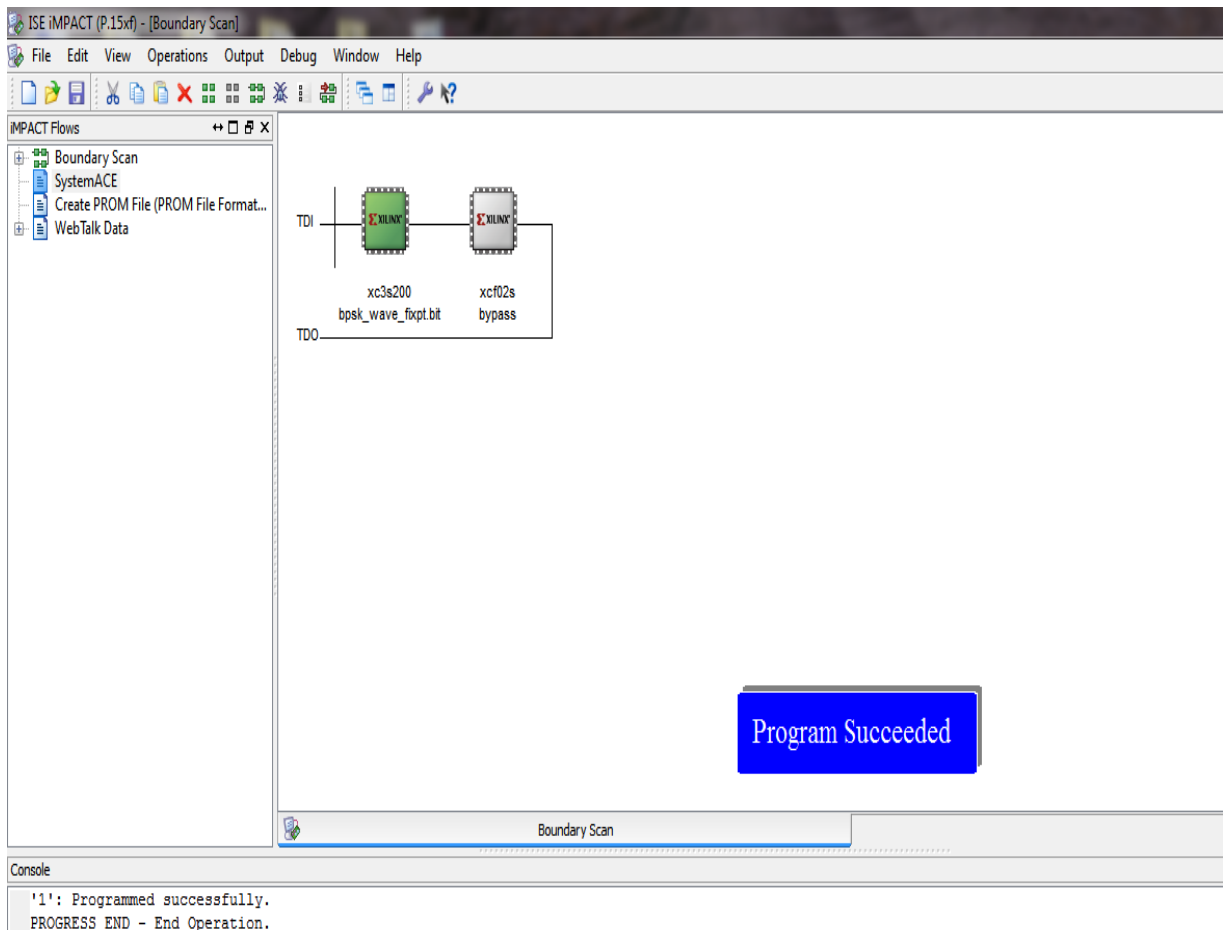 ISE iMPACT (P.15xf) - [Boundary Scan]
File Edit View Operations Output Debug Window Help
iMPACT Flows
Boundary Scan
SystemACE
Create PROM File (PROM File Format...
WebTalk Data
TDI
XILINX
XILINX
xc3s200
bpsk_wave_fixpt.bit
xcf02s
bypass
TDO
Program Succeeded
Boundary Scan
Console
'1': Programmed successfully.
PROGRESS END - End Operation.